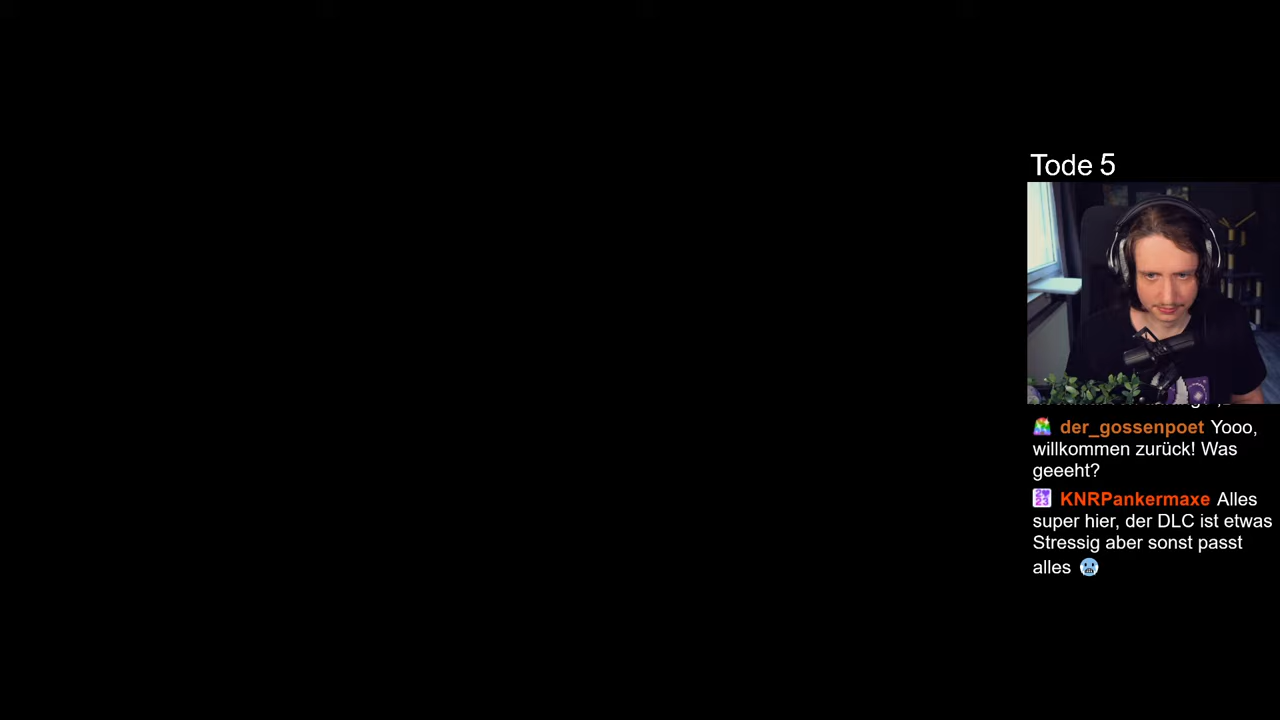 Tode 5
der_gossenpoet Yooo,
willkommen zurück! Was
geeeht?
KNRPankermaxe Alles
super hier, der DLC ist etwas
Stressig aber sonst passt
alles